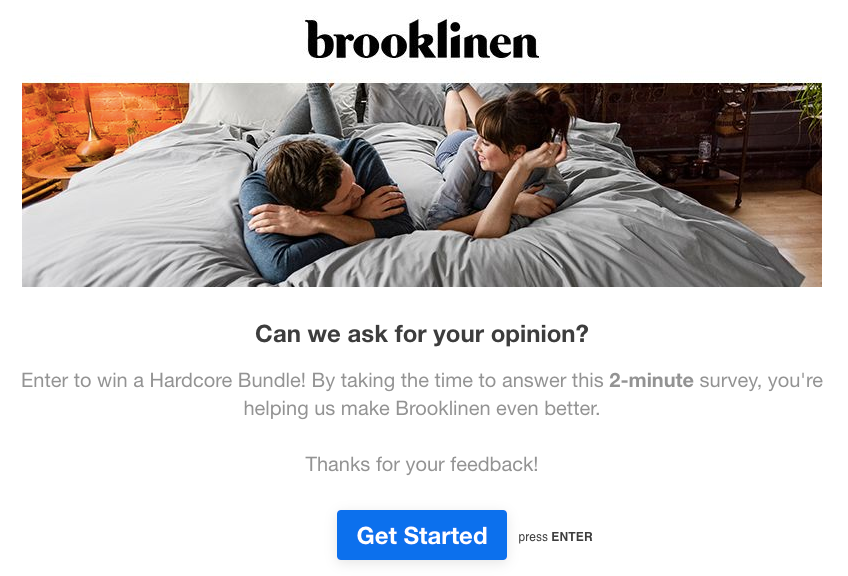 brooklinen
Can we ask for your opinion?
Enter to win a Hardcore Bundle! By taking the time to answer this 2-minute survey, you're
helping us make Brooklinen even better.
Thanks for your feedback!
Get Started press ENTER